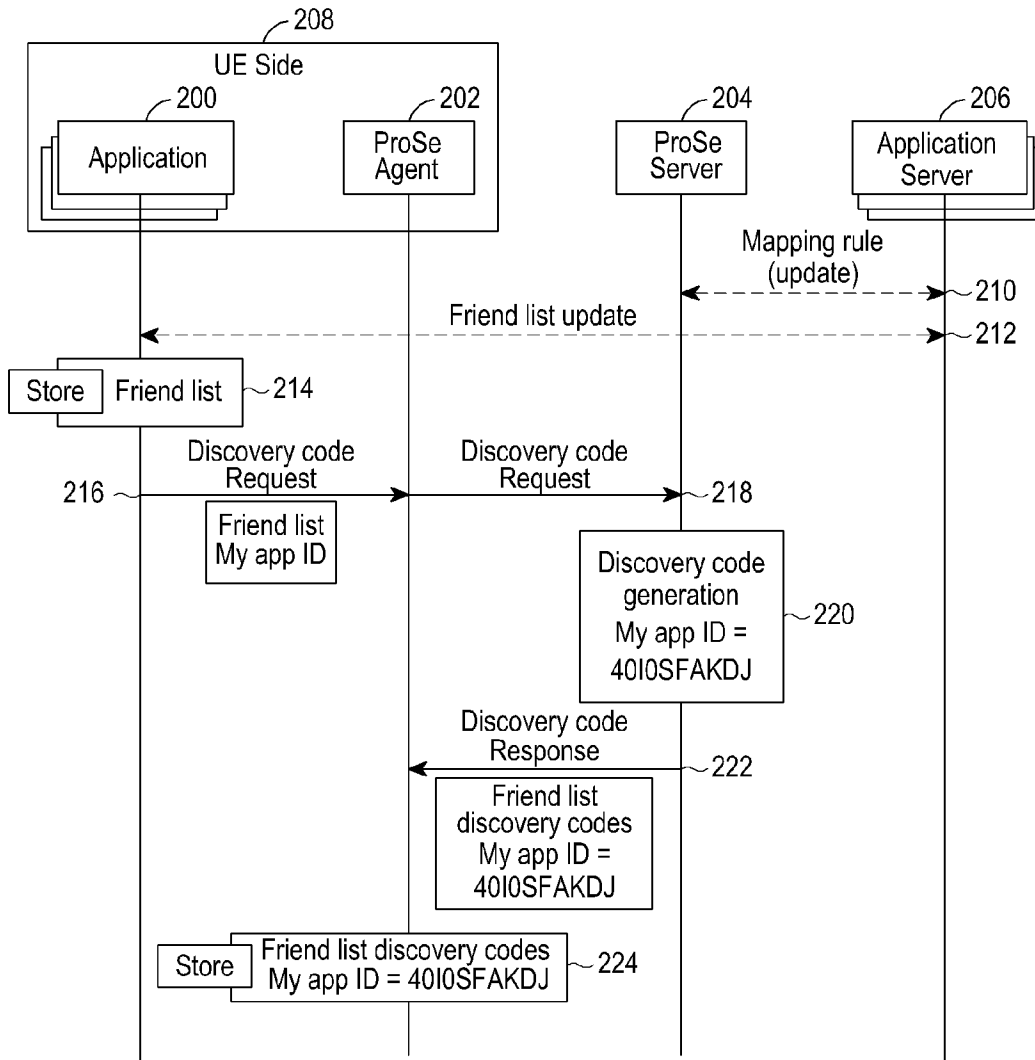 208
UE Side
200
202
204
206
Application
ProSe
Agent
ProSe
Server
Application
Server
Mapping rule
(update)
210
Friend list update
212
Store
Friend list
214
Discovery code
Request
Discovery code
Request
216
218
Friend list
My app ID
Discovery code
generation
My app ID =
40I0SFAKDJ
220
Discovery code
Response
222
Friend list
discovery codes
My app ID =
40I0SFAKDJ
Store
Friend list discovery codes
My app ID = 40I0SFAKDJ
224